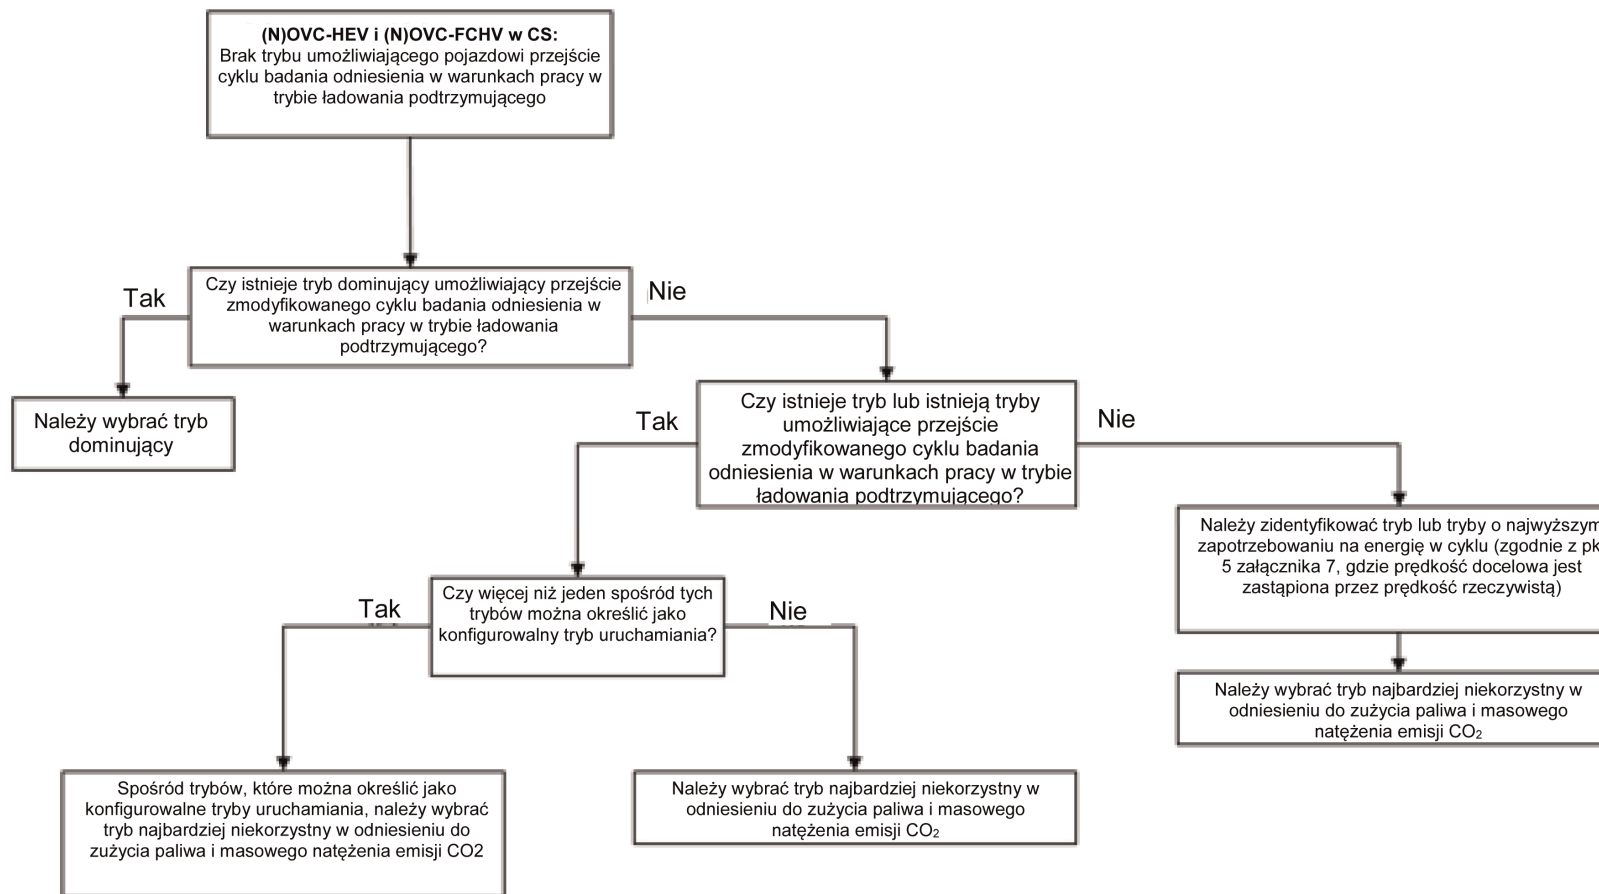 (N)OVC-HEV i (N)OVC-FCHV w CS:
Brak trybu umożliwiającego pojazdowi przejście
cyklu badania odniesienia w warunkach pracy w
trybie ładowania podtrzymującego
Czy istnieje tryb dominujący umożliwiający przejście
zmodyfikowanego cyklu badania odniesienia w
warunkach pracy w trybie ładowania
podtrzymującego?
Tak
Nie
Należy wybrać tryb
dominujący
Czy istnieje tryb lub istnieją tryby
umożliwiające przejście
zmodyfikowanego cyklu badania
odniesienia w warunkach pracy w trybie
ładowania podtrzymującego?
Tak
Nie
Należy zidentyfikować tryb lub tryby o najwyższym
zapotrzebowaniu na energię w cyklu (zgodnie z pk
5 załącznika 7, gdzie prędkość docelowa jest
zastąpiona przez prędkość rzeczywistą)
Należy wybrać tryb najbardziej niekorzystny w
odniesieniu do zużycia paliwa i masowego
natężenia emisji CO₂
Czy więcej niż jeden spośród tych
trybów można określić jako
konfigurowalny tryb uruchamiania?
Tak
Nie
Spośród trybów, które można określić jako
konfigurowalne tryby uruchamiania, należy wybrać
tryb najbardziej niekorzystny w odniesieniu do
zużycia paliwa i masowego natężenia emisji CO2
Należy wybrać tryb najbardziej niekorzystny w
odniesieniu do zużycia paliwa i masowego
natężenia emisji CO₂